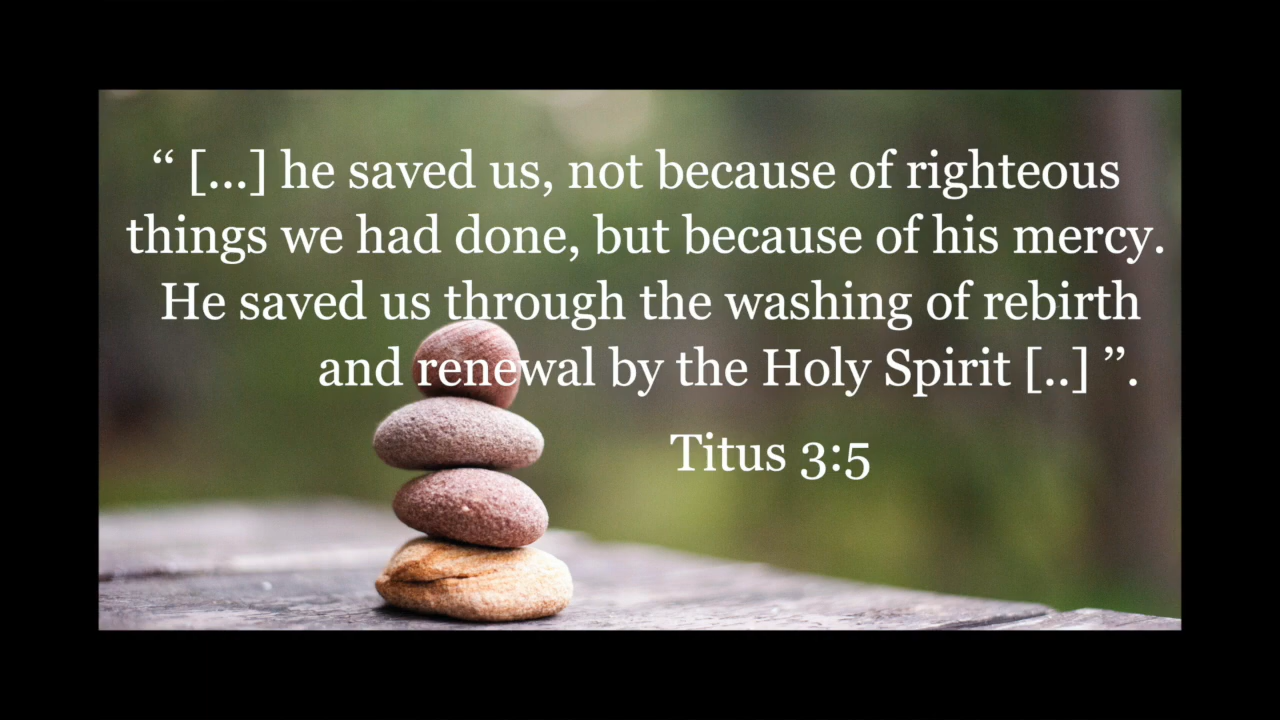 “ [...] he saved us, not because of righteous
things we had done, but because of his mercy.
He saved us through the washing of rebirth
and renewal by the Holy Spirit [..] ”.
Titus 3:5